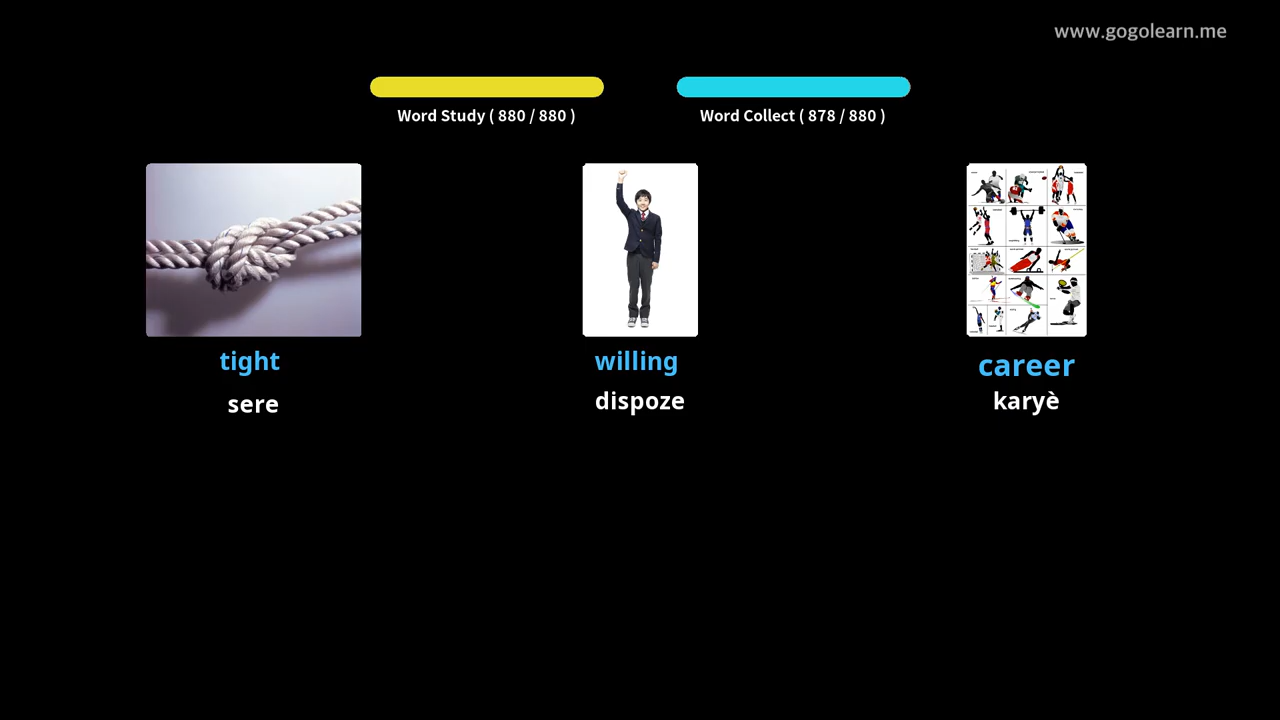 www.gogolearn.me
Word Study ( 880 / 880 )
Word Collect ( 878 / 880 )
tight
willing
career
sere
dispoze
karyè